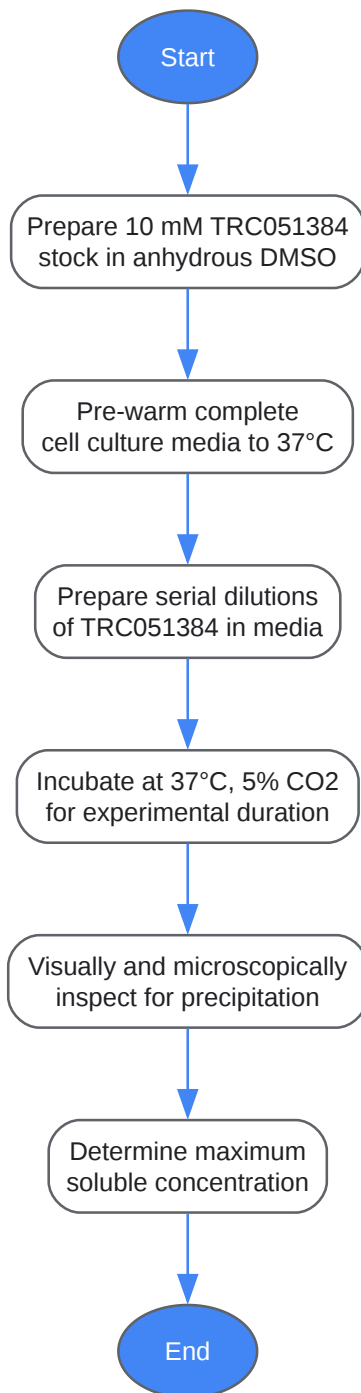 Start
Prepare 10 mM TRC051384
stock in anhydrous DMSO
Pre-warm complete
cell culture media to 37°C
Prepare serial dilutions
of TRC051384 in media
Incubate at 37°C, 5% CO2
for experimental duration
Visually and microscopically
inspect for precipitation
Determine maximum
soluble concentration
End